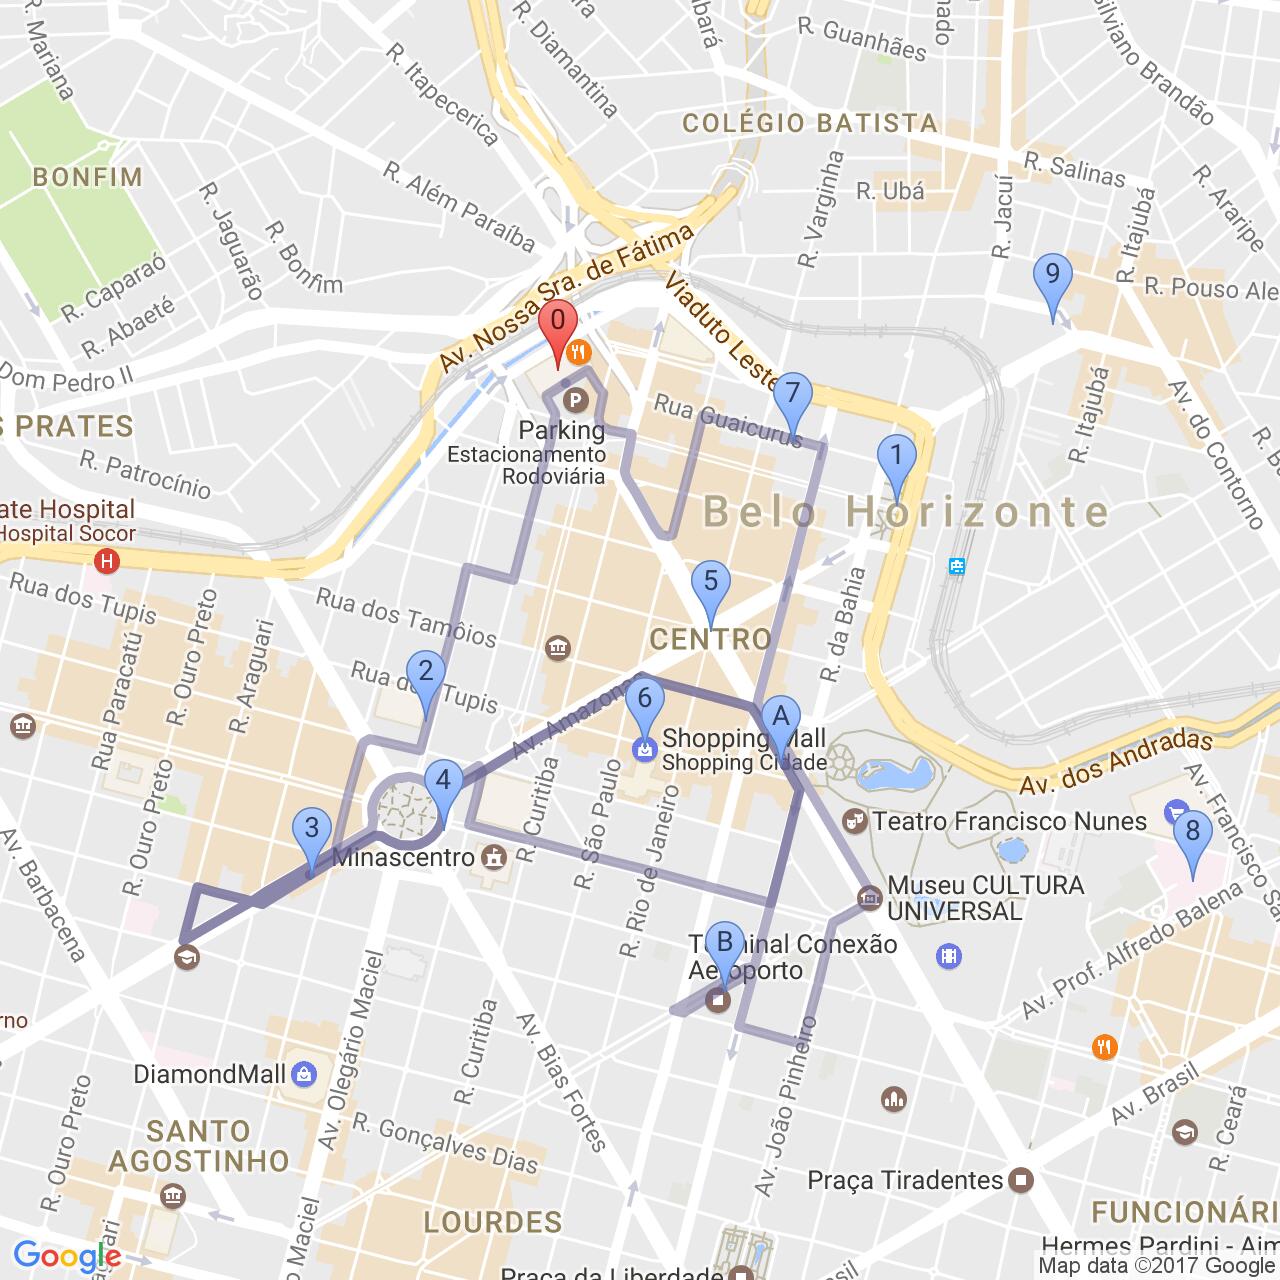 R. Mariana
R. Itapecerica
R. Diamantina
R. Guanhães
Silviano Brandão
COLÉGIO BATISTA
R. Salinas
BONFIM
R. Além Paraíba
R. Varginha
R. Ubá
R. Jacuí
R. Itajubá
R. Araripe
R. Jaguarão
R. Bonfim
R. Caparaó
R. Abaeté
Av. Nossa Sra. de Fátima
Viaduto Leste
9
R. Pouso Ale
0
Dom Pedro II
S PRATES
R. Patrocínio
P
Parking
Estacionamento
Rodoviária
Rua Guaicurus
7
1
R. Itajubá
Av. do Contorno
R. Ba
ate Hospital
Hospital Socor
H
Belo Horizonte
Rua dos Tupis
R. Ouro Preto
Rua dos Tamôios
5
CENTRO
R. da Bahia
Rua Paracatú
R. Araguari
Rua dos Tupis
2
Av. Amazonas
6
A
Shopping Mall
Shopping Cidade
Av. dos Andradas
Av. Francisco Sa
R. Ouro Preto
4
3
Minascentro
R. Curitiba
R. São Paulo
R. Rio de Janeiro
Teatro Francisco Nunes
8
Av. Barbacena
Museu CULTURA
UNIVERSAL
Terminal Conexão
Aeroporto
B
Av. Prof. Alfredo Balena
rno
Av. Olegário Maciel
R. Curitiba
Av. Bias Fortes
DiamondMall
R. Ouro Preto
R. Gonçalves Dias
Av. João Pinheiro
Av. Brasil
R. Ceará
SANTO
AGOSTINHO
Praça Tiradentes
LOURDES
FUNCIONÁRI
Maciel
Hermes Pardini - Aim
Praça da Liberdade
Google
Map data ©2017 Google